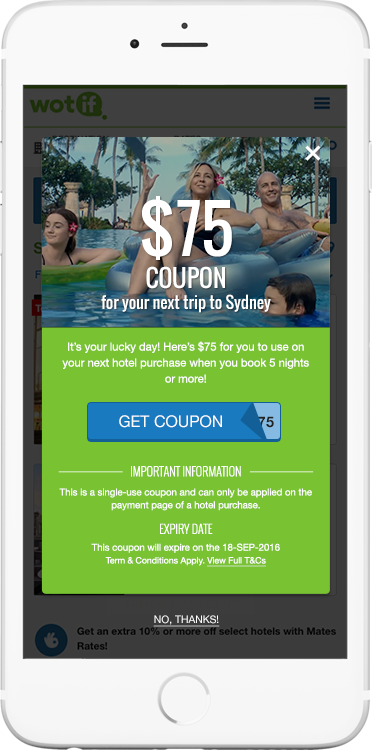 wotif.
$75
COUPON
for your next trip to Sydney
It's your lucky day! Here's $75 for you to use on
your next hotel purchase when you book 5 nights
or more!
GET COUPON
75
IMPORTANT INFORMATION
This is a single-use coupon and can only be applied on the
payment page of a hotel purchase.
EXPIRY DATE
This coupon will expire on the 18-SEP-2016
Term & Conditions Apply. View Full T&Cs
NO, THANKS!
Get an extra 10% or more off select hotels with Mates
Rates!